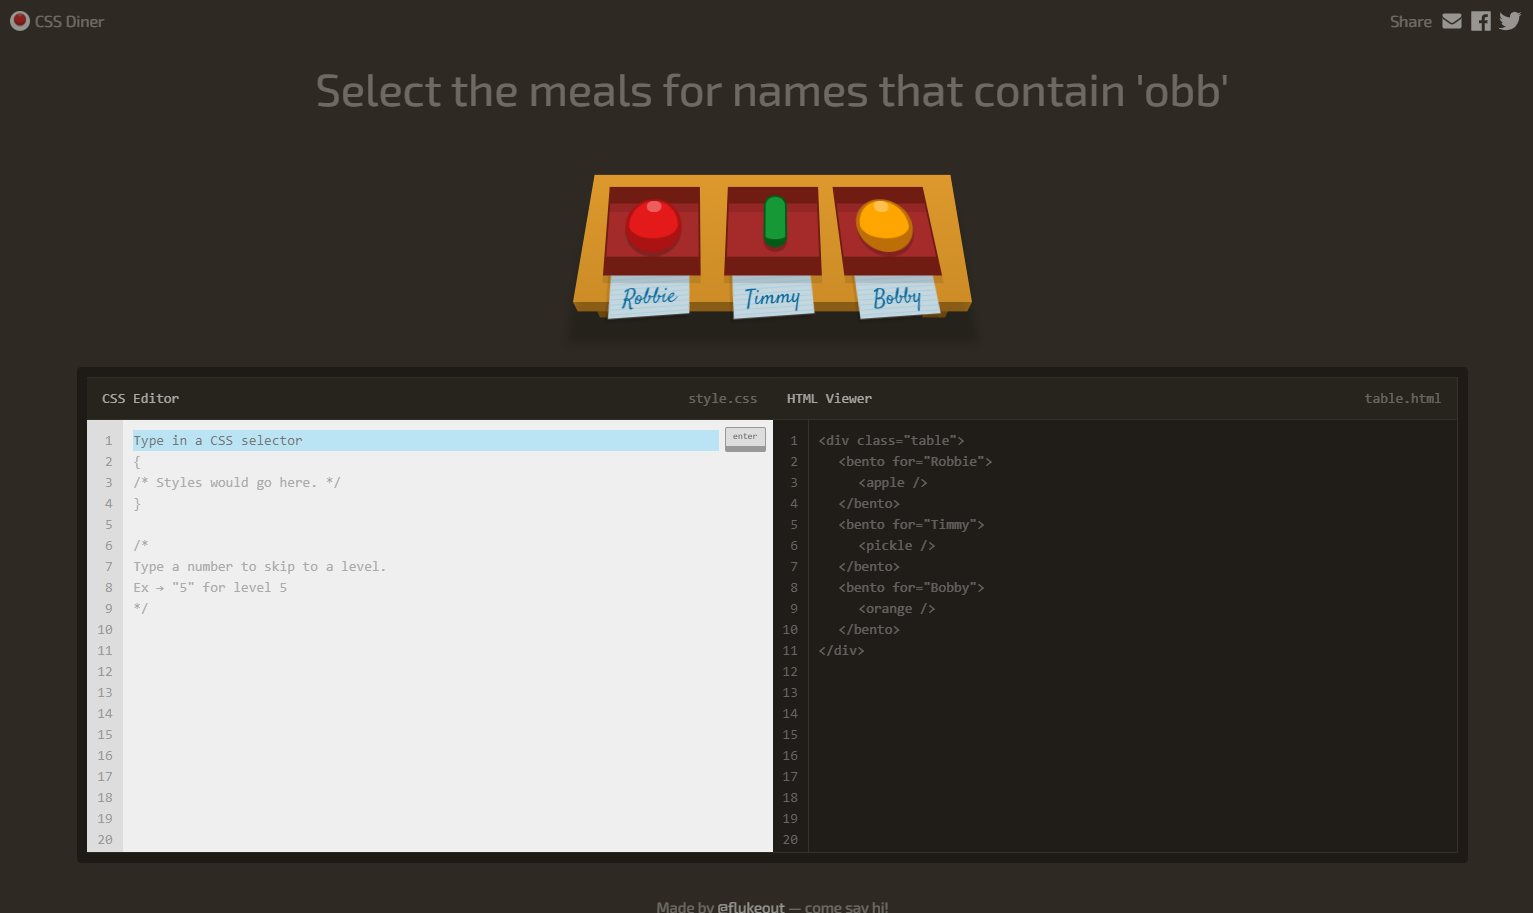 CSS Diner
Share
Select the meals for names that contain 'obb'
Robbie
Timmy
Bobby
CSS Editor
style.css
1
Type in a CSS selector
enter
2
{
3
/* Styles would go here. */
4
}
5
6
/*
7
Type a number to skip to a level.
8
Ex → "5" for level 5
9
*/
10
11
12
13
14
15
16
17
18
19
20
HTML Viewer
table.html
1
<div class="table">
2
<bento for="Robbie">
3
<apple />
4
</bento>
5
<bento for="Timmy">
6
<pickle />
7
</bento>
8
<bento for="Bobby">
9
<orange />
10
</bento>
11
</div>
12
13
14
15
16
17
18
19
20
Made by @flukeout — come say hi!